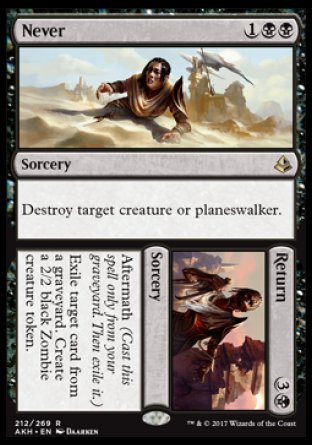 Never 1
Sorcery
Destroy target creature or planeswalker.
Return 3
Sorcery
Aftermath (Cast this
spell only from your
graveyard. Then exile it.)
Exile target card from
a graveyard. Create
a 2/2 black Zombie
creature token.
212/269 R
AKH • EN DAARKEN
™ & © 2017 Wizards of the Coast